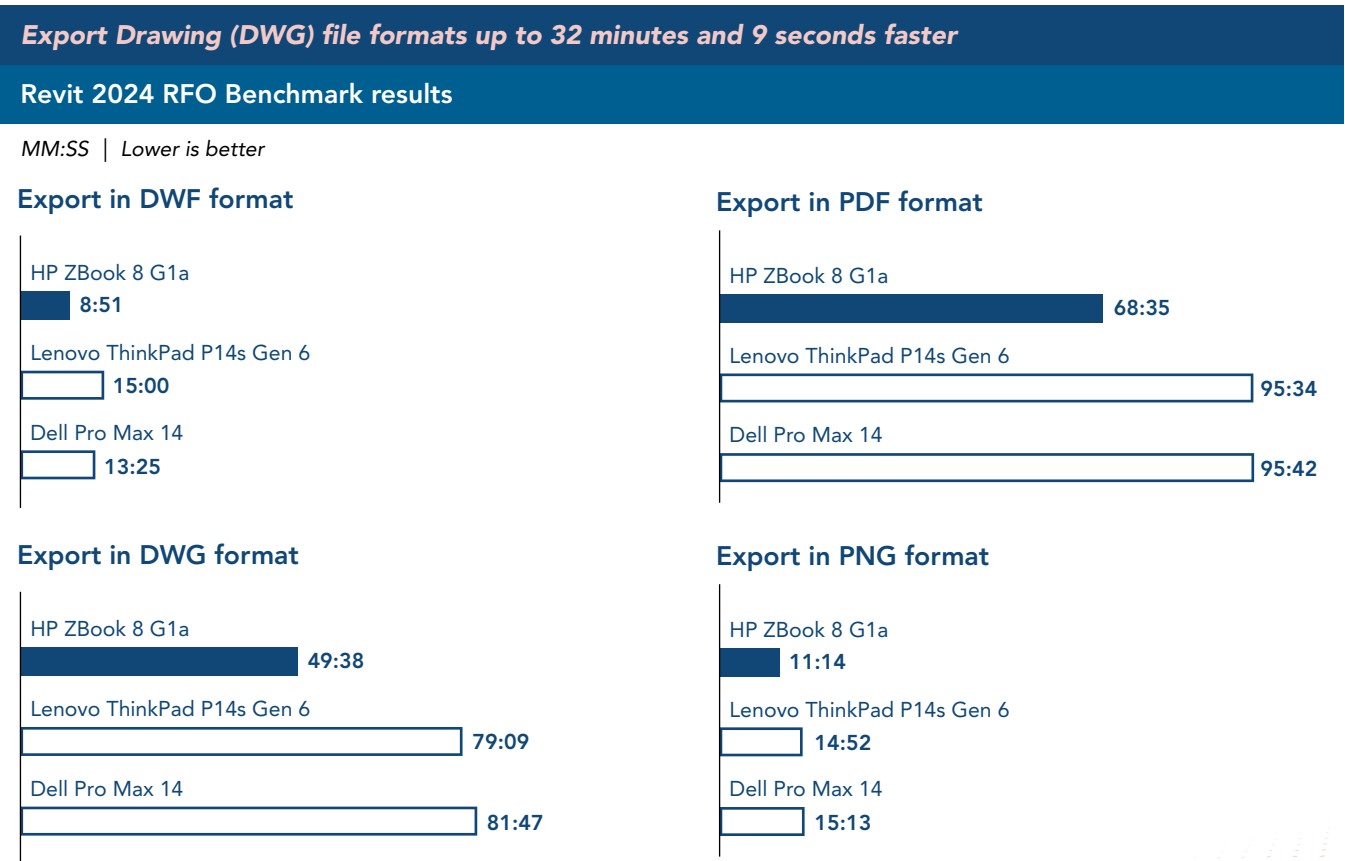 Export Drawing (DWG) file formats up to 32 minutes and 9 seconds faster
Revit 2024 RFO Benchmark results
MM:SS | Lower is better
Export in DWF format
HP ZBook 8 G1a
8:51
Lenovo ThinkPad P14s Gen 6
15:00
Dell Pro Max 14
13:25
Export in PDF format
HP ZBook 8 G1a
68:35
Lenovo ThinkPad P14s Gen 6
95:34
Dell Pro Max 14
95:42
Export in DWG format
HP ZBook 8 G1a
49:38
Lenovo ThinkPad P14s Gen 6
79:09
Dell Pro Max 14
81:47
Export in PNG format
HP ZBook 8 G1a
11:14
Lenovo ThinkPad P14s Gen 6
14:52
Dell Pro Max 14
15:13